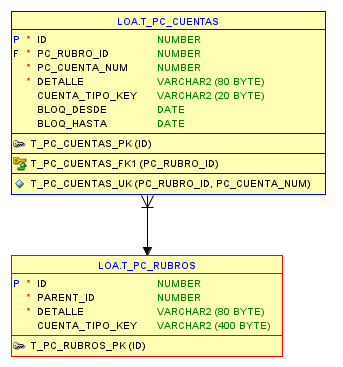 LOA.T_PC_CUENTAS
P * ID NUMBER
F * PC_RUBRO_ID NUMBER
* PC_CUENTA_NUM NUMBER
* DETALLE VARCHAR2 (80 BYTE)
CUENTA_TIPO_KEY VARCHAR2 (20 BYTE)
BLOQ_DESDE DATE
BLOQ_HASTA DATE
T_PC_CUENTAS_PK (ID)
T_PC_CUENTAS_FK1 (PC_RUBRO_ID)
T_PC_CUENTAS_UK (PC_RUBRO_ID, PC_CUENTA_NUM)
LOA.T_PC_RUBROS
P * ID NUMBER
* PARENT_ID NUMBER
* DETALLE VARCHAR2 (80 BYTE)
CUENTA_TIPO_KEY VARCHAR2 (400 BYTE)
T_PC_RUBROS_PK (ID)